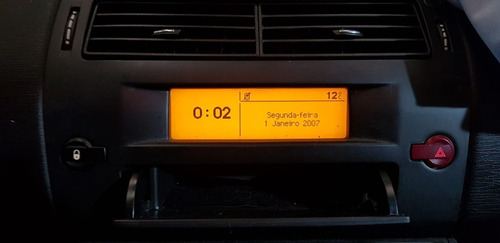 12°C
0:02
Segunda-feira
1 Janeiro 2007